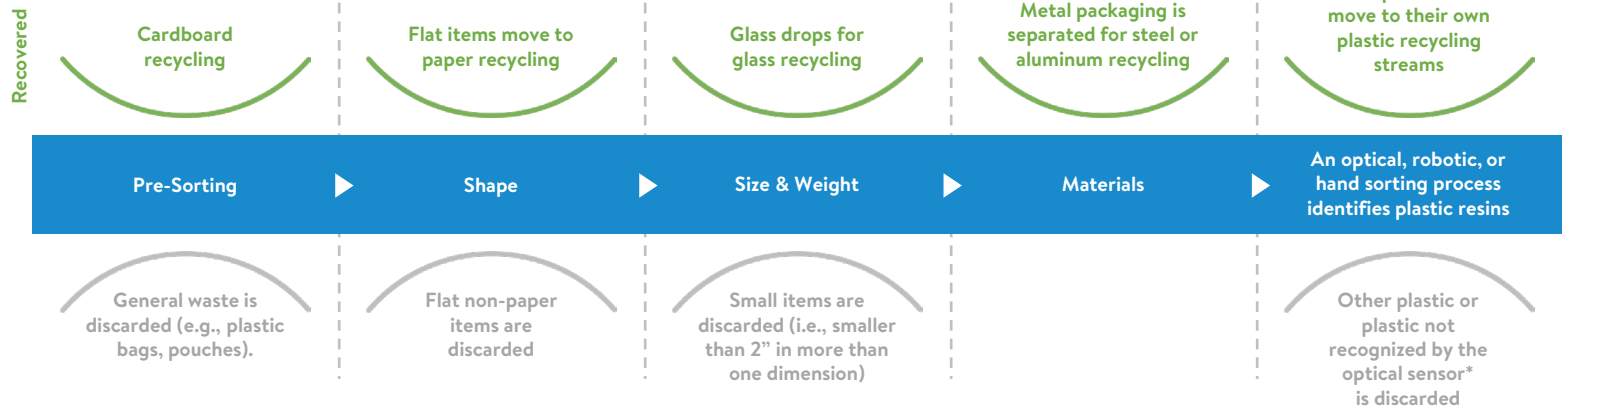 Recovered
Cardboard
recycling
Flat items move to
paper recycling
Glass drops for
glass recycling
Metal packaging is
separated for steel or
aluminum recycling
move to their own
plastic recycling
streams
Pre-Sorting
Shape
Size & Weight
Materials
An optical, robotic, or
hand sorting process
identifies plastic resins
General waste is
discarded (e.g., plastic
bags, pouches).
Flat non-paper
items are
discarded
Small items are
discarded (i.e., smaller
than 2” in more than
one dimension)
Other plastic or
plastic not
recognized by the
optical sensor*
is discarded